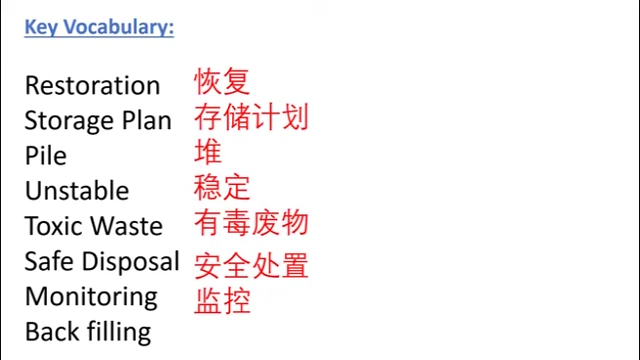 Key Vocabulary:
Restoration 恢复
Storage Plan 存储计划
Pile 堆
Unstable 稳定
Toxic Waste 有毒废物
Safe Disposal 安全处置
Monitoring 监控
Back filling